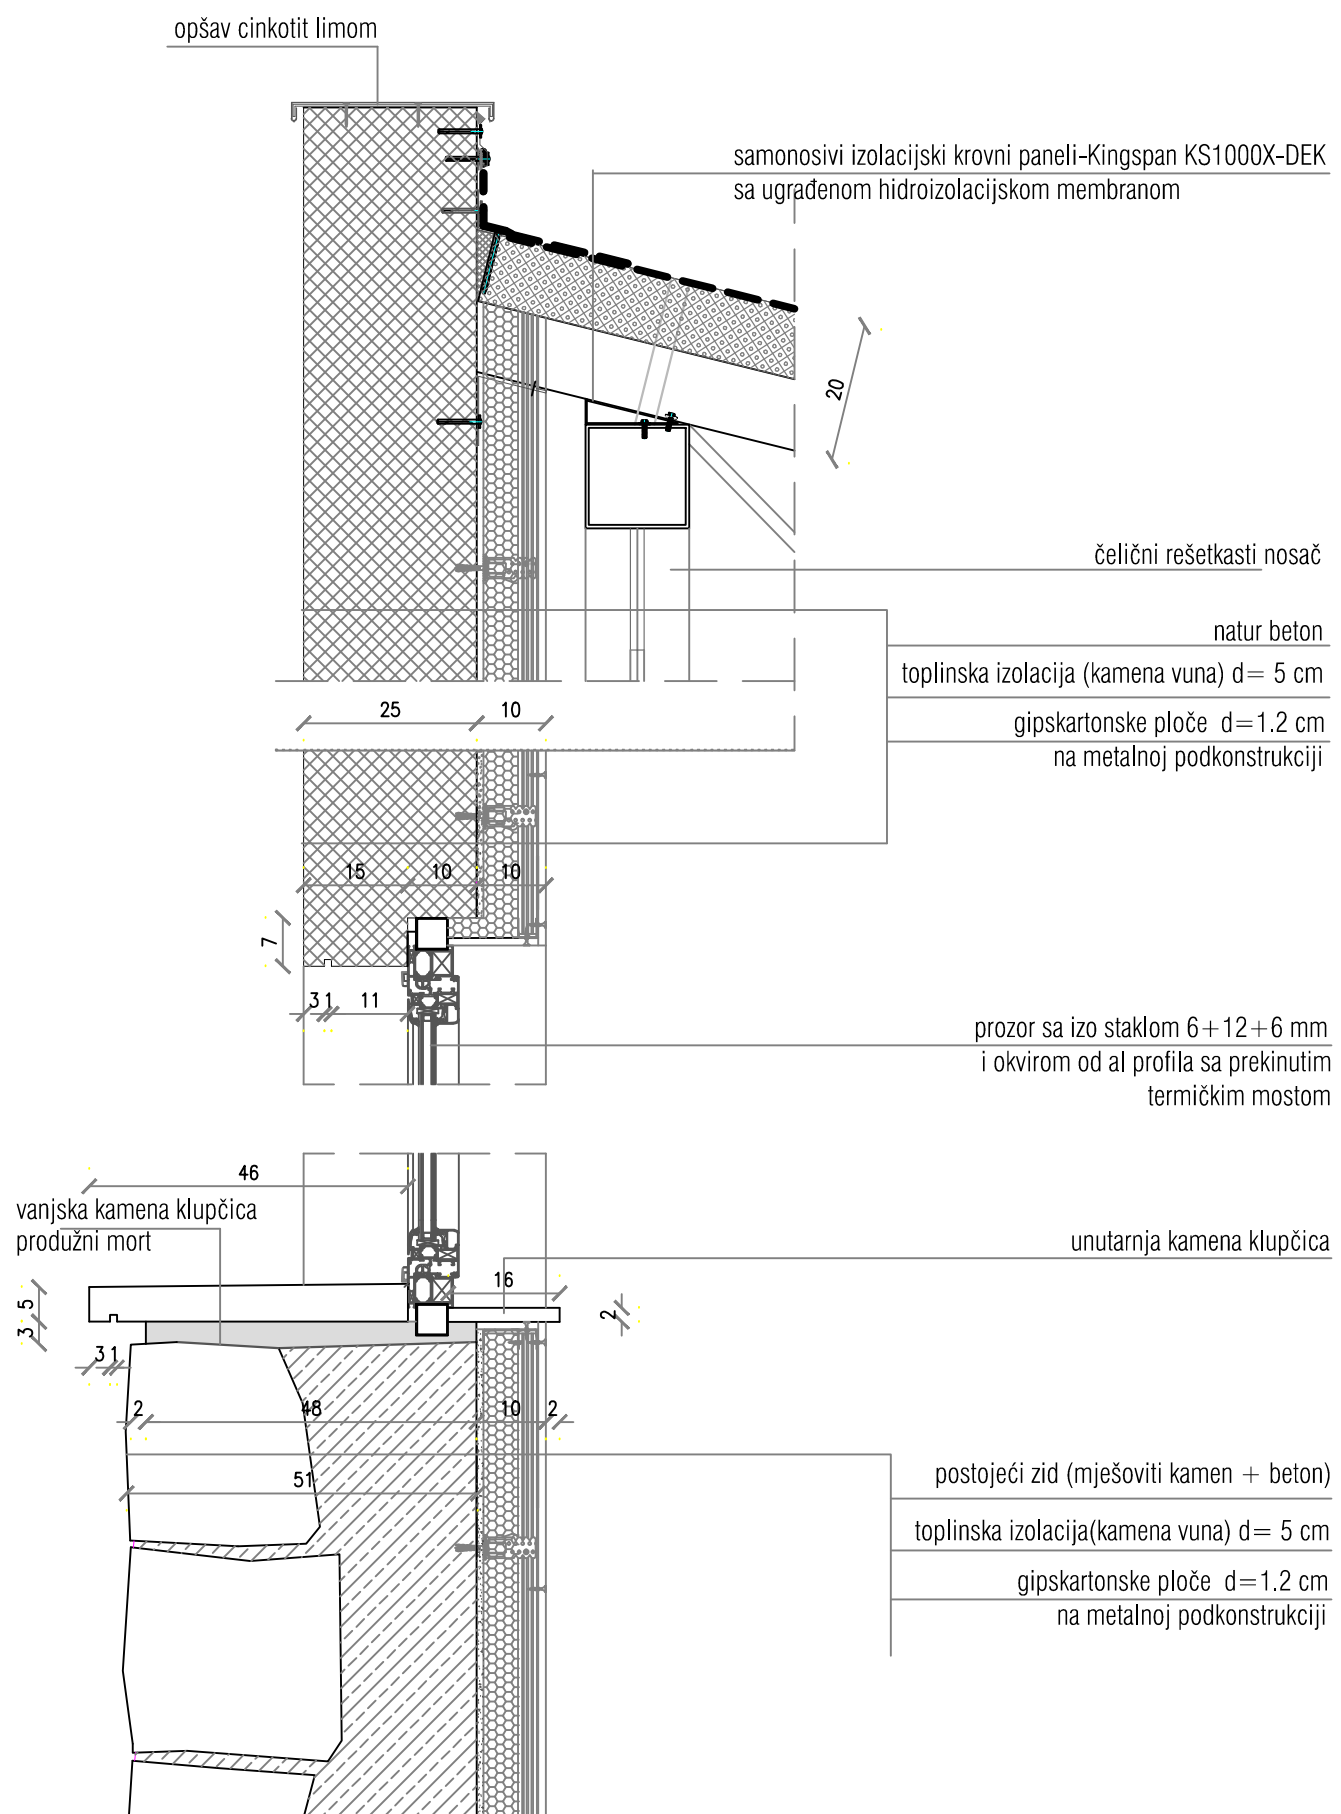 opšav cinkotit limom
samonosivi izolacijski krovni paneli-Kingspan KS1000X-DEK
sa ugrađenom hidroizolacijskom membranom
20
čelični rešetkasti nosač
natur beton
toplinska izolacija (kamena vuna) d= 5 cm
25 10
gipskartonske ploče d=1.2 cm
na metalnoj podkonstrukciji
15 10 10
7
3 1 11
prozor sa izo staklom 6+12+6 mm
i okvirom od al profila sa prekinutim
termičkim mostom
46
vanjska kamena klupčica
produžni mort
unutarnja kamena klupčica
16
5
3
2
3 1
2 48 10 2
51
postojeći zid (mješoviti kamen + beton)
toplinska izolacija(kamena vuna) d= 5 cm
gipskartonske ploče d=1.2 cm
na metalnoj podkonstrukciji